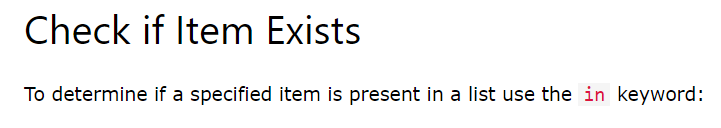 Check if Item Exists
To determine if a specified item is present in a list use the in keyword: